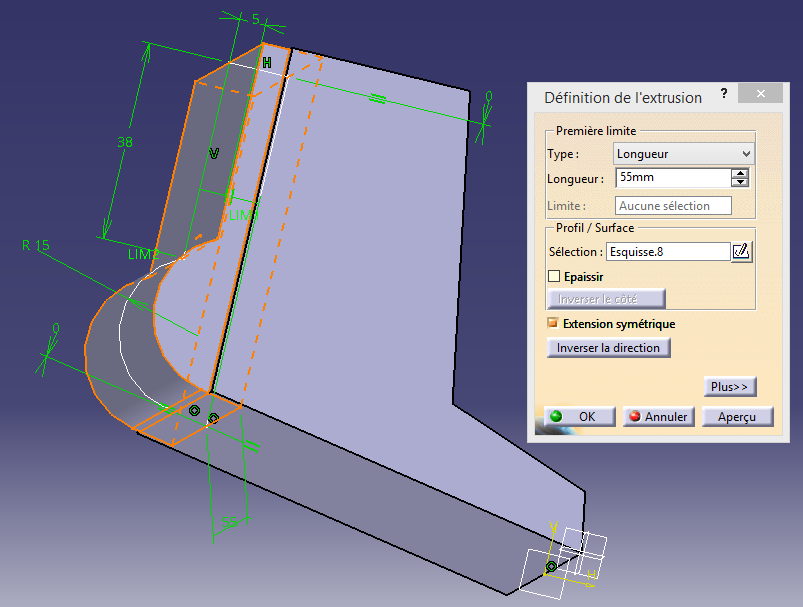 5
H
0
38
A
LIM1
LIM2
R 15
0
V
H
Définition de l'extrusion
?
Première limite
Type : Longueur
Longueur : 55mm
Limite : Aucune sélection
Profil / Surface
Sélection : Esquisse.8
Epaissir
Inverser le côté
Extension symétrique
Inverser la direction
Plus>>
OK Annuler Aperçu